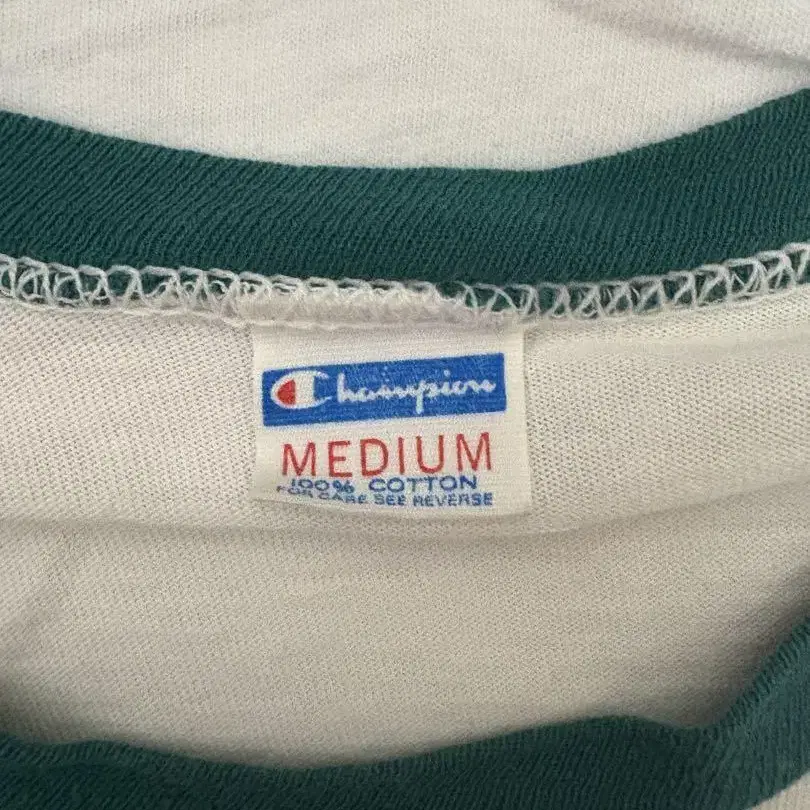 Champion
MEDIUM
100% COTTON
FOR CARE SEE REVERSE